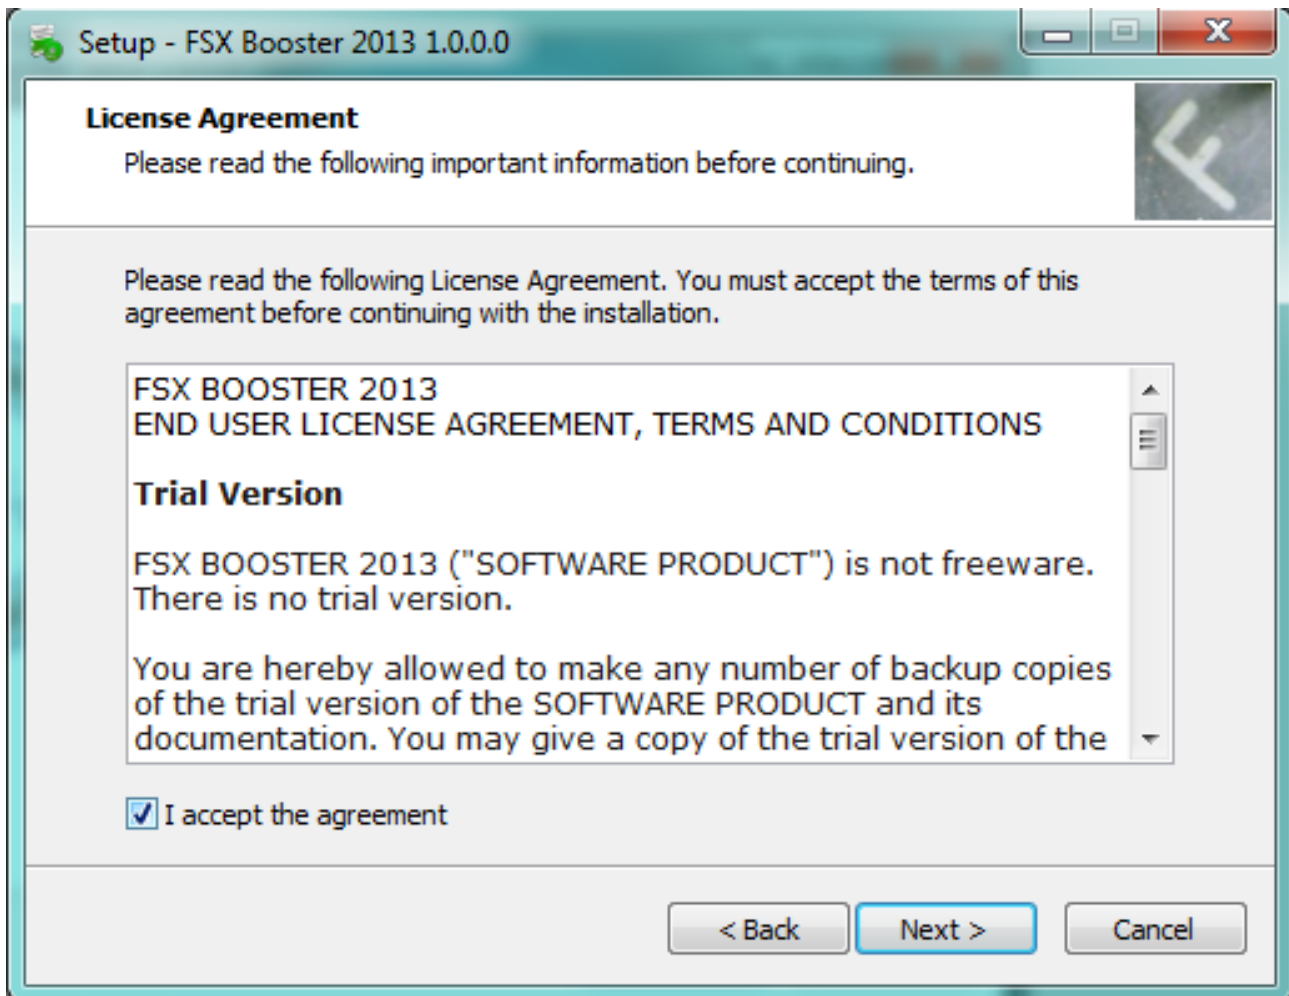 Setup - FSX Booster 2013 1.0.0.0
License Agreement
Please read the following important information before continuing.
Please read the following License Agreement. You must accept the terms of this
agreement before continuing with the installation.
FSX BOOSTER 2013
END USER LICENSE AGREEMENT, TERMS AND CONDITIONS
Trial Version
FSX BOOSTER 2013 ("SOFTWARE PRODUCT") is not freeware.
There is no trial version.
You are hereby allowed to make any number of backup copies
of the trial version of the SOFTWARE PRODUCT and its
documentation. You may give a copy of the trial version of the
I accept the agreement
< Back Next > Cancel